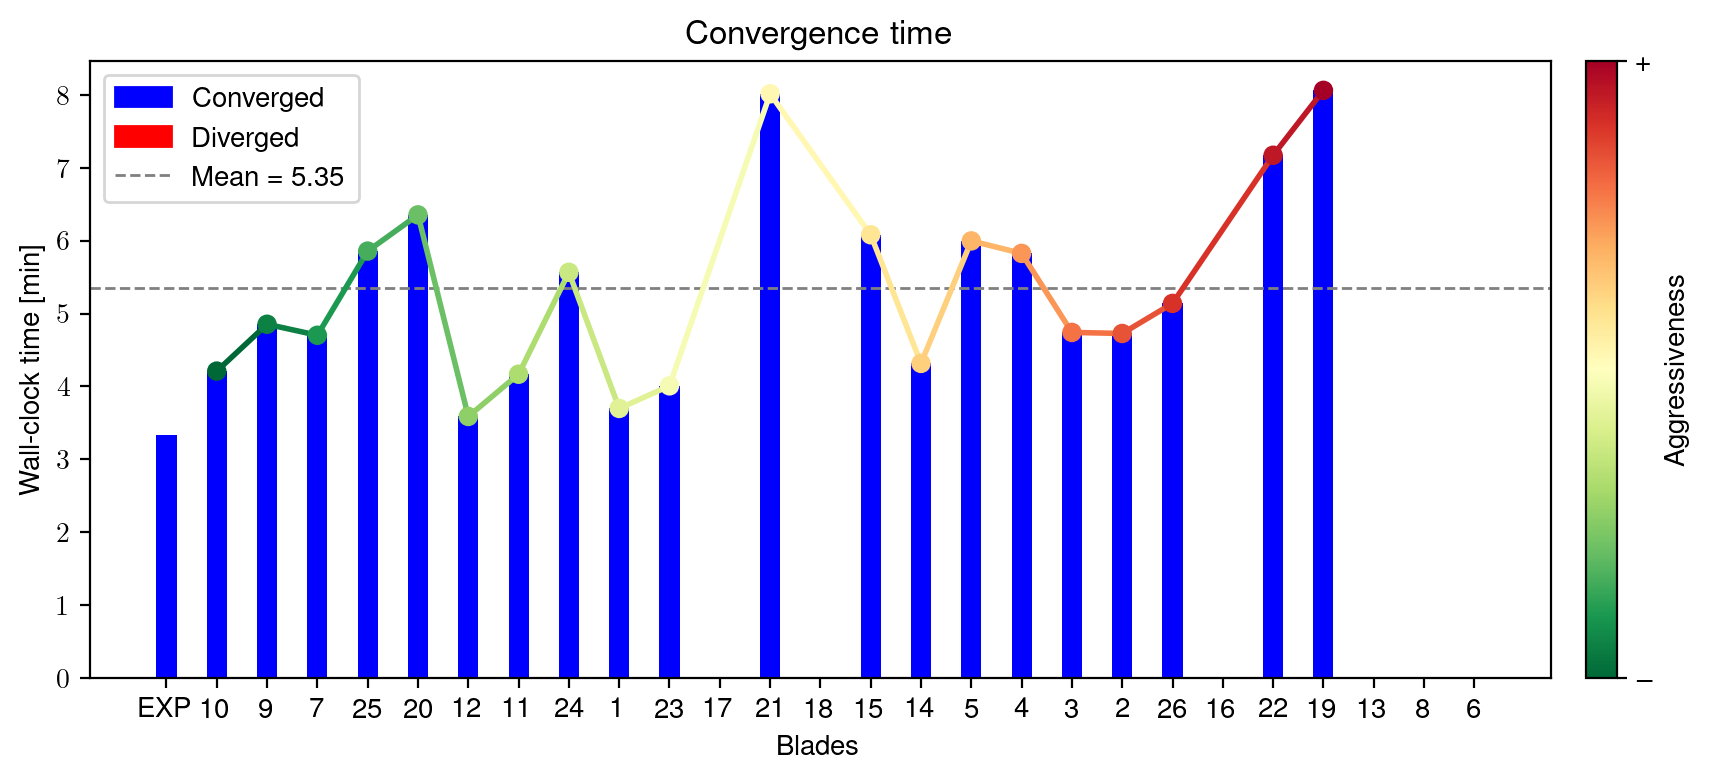 Convergence time
Converged
Diverged
Mean = 5.35
Wall-clock time [min]
8
7
6
5
4
3
2
1
0
EXP 10 9 7 25 20 12 11 24 1 23 17 21 18 15 14 5 4 3 2 26 16 22 19 13 8 6
Blades
+
−
Aggressiveness